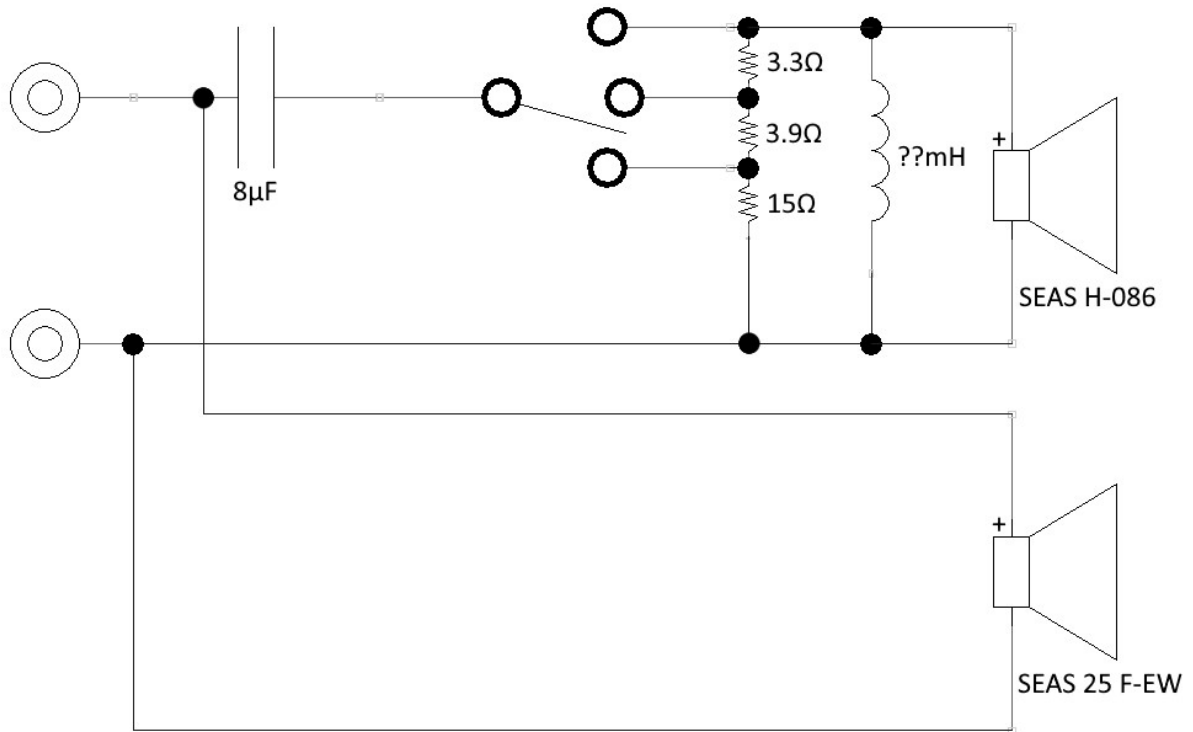 3.3Ω
3.9Ω
??mH
+
8µF
15Ω
SEAS H-086
+
SEAS 25 F-EW